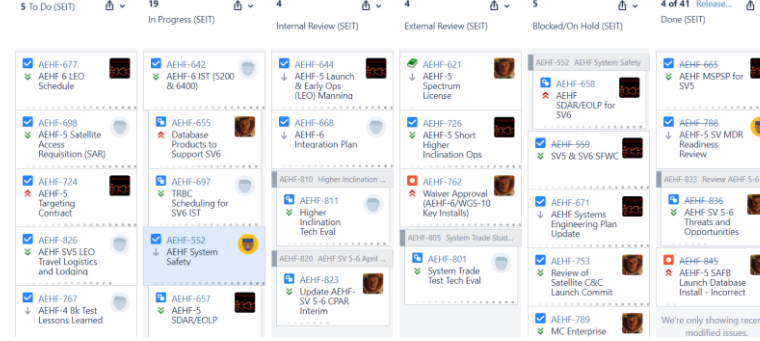 5 To Do (SEIT)
AEHF-677
AEHF 6 LEO
Schedule
AEHF-698
AEHF-5 Satellite
Access
Requisition (SAR)
AEHF-724
AEHF-5
Targeting
Contract
AEHF-826
AEHF SV5 LEO
Travel Logistics
and Lodging
AEHF-767
AEHF-4 8k Test
Lessons Learned
19
In Progress (SEIT)
AEHF-642
AEHF-6 IST (5200
& 6400)
AEHF-655
Database
Products to
Support SV6
AEHF-697
TRBC
Scheduling for
SV6 IST
AEHF-552
AEHF System
Safety
AEHF-657
AEHF-5
SDAR/EOLP
4
Internal Review (SEIT)
AEHF-644
AEHF-5 Launch
& Early Ops
(LEO) Manning
AEHF-668
AEHF-6
Integration Plan
AEHF-810 Higher Inclination ...
AEHF-811
Higher
Inclination
Tech Eval
AEHF-820 AEHF SV 5-6 April ...
AEHF-823
Update AEHF-
SV 5-6 CPAR
Interim
4
External Review (SEIT)
AEHF-621
AEHF-5
Spectrum
License
AEHF-726
AEHF-5 Short
Higher
Inclination Ops
AEHF-762
Waiver Approval
(AEHF-6/WGS-10
Key Installs)
AEHF-805 System Trade Stud...
AEHF-801
System Trade
Test Tech Eval
5
Blocked/On Hold (SEIT)
AEHF-552 AEHF System Safety
AEHF-658
AEHF
SDAR/EOLP for
SV6
AEHF-559
SV5 & SV6 SFWC
AEHF-671
AEHF Systems
Engineering Plan
Update
AEHF-753
Review of
Satellite C&C
Launch Commit
AEHF-789
MC Enterprise
4 of 41 Release...
Done (SEIT)
AEHF-665
AEHF MSPSP for
SV5
AEHF-788
AEHF-5 SV MDR
Readiness
Review
AEHF-833 Review AEHF 5-6
AEHF-836
AEHF SV 5-6
Threats and
Opportunities
AEHF-845
AEHF-5 SAFB
Launch Database
Install - Incorrect
We're only showing recen
modified issues.